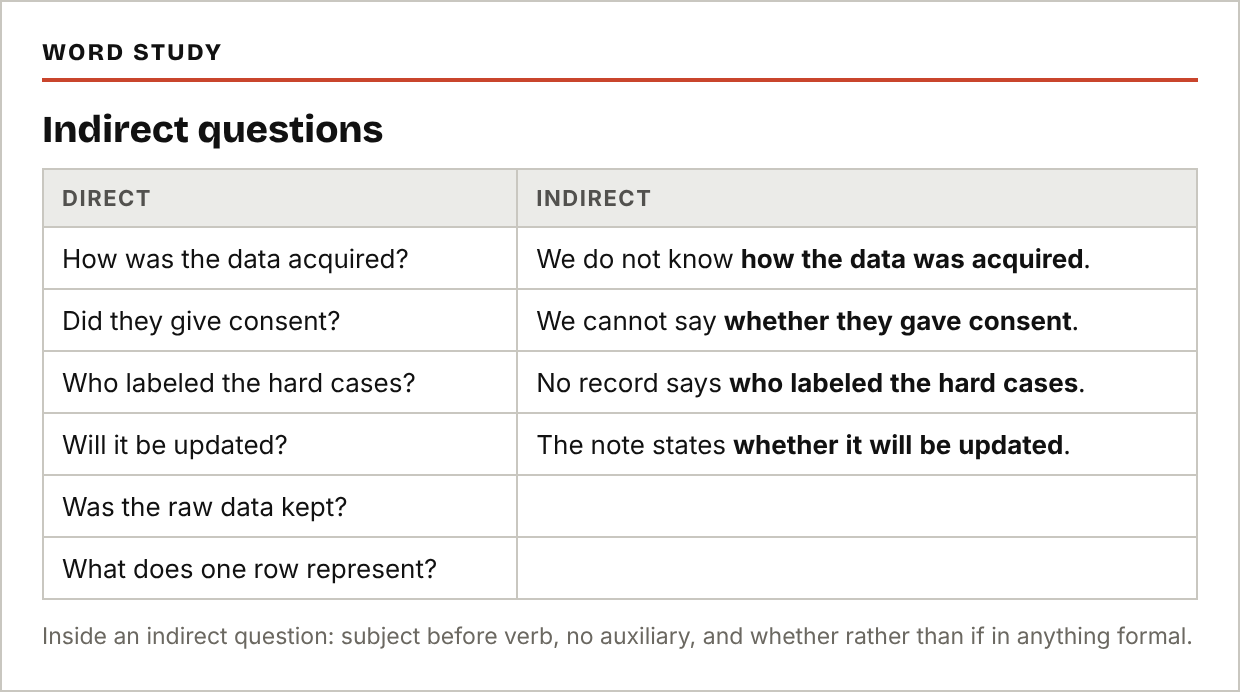 WORD STUDY
Indirect questions
DIRECT INDIRECT
How was the data acquired? We do not know how the data was acquired.
Did they give consent? We cannot say whether they gave consent.
Who labeled the hard cases? No record says who labeled the hard cases.
Will it be updated? The note states whether it will be updated.
Was the raw data kept?
What does one row represent?
Inside an indirect question: subject before verb, no auxiliary, and whether rather than if in anything formal.